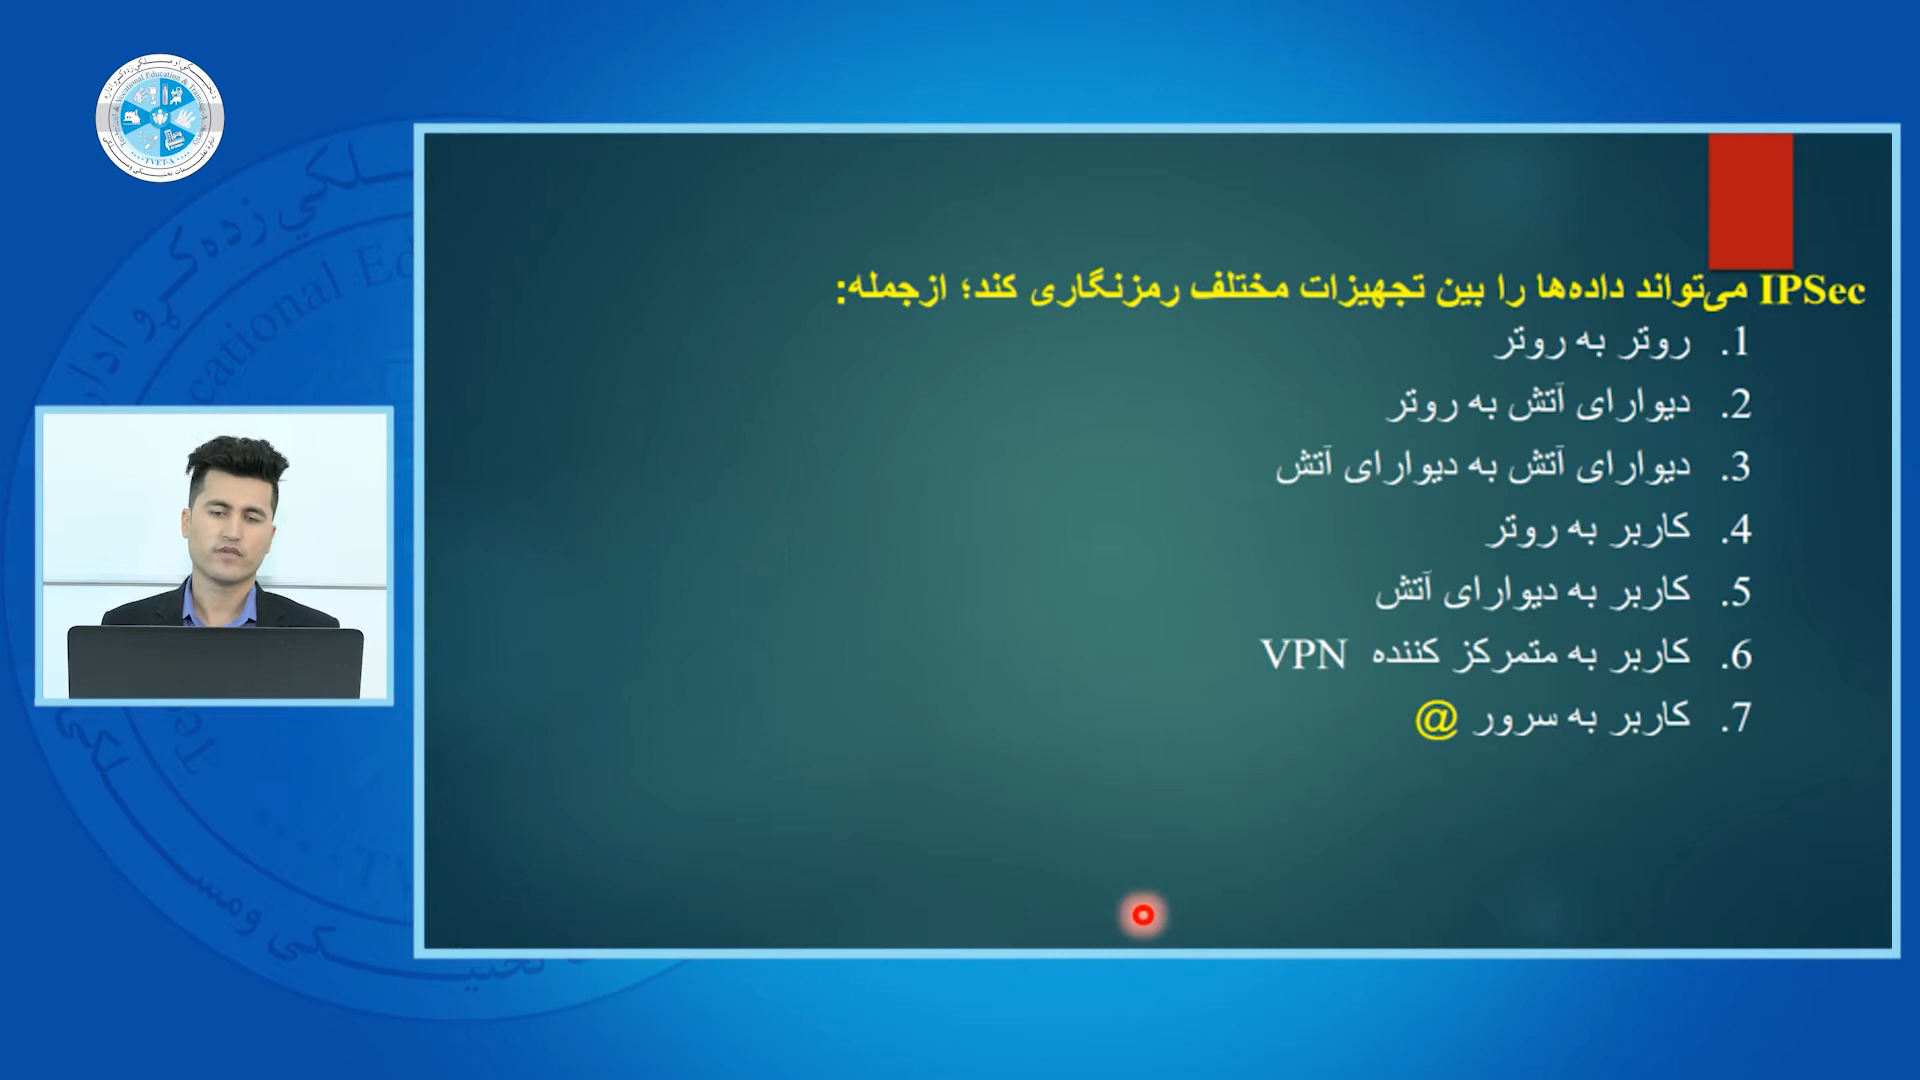 IPSec می‌تواند داده‌ها را بین تجهیزات مختلف رمزنگاری کند؛ ازجمله:
1. روتر به روتر
2. دیوارای آتش به روتر
3. دیوارای آتش به دیوارای آتش
4. کاربر به روتر
5. کاربر به دیوارای آتش
6. کاربر به متمرکز کننده VPN
7. کاربر به سرور @